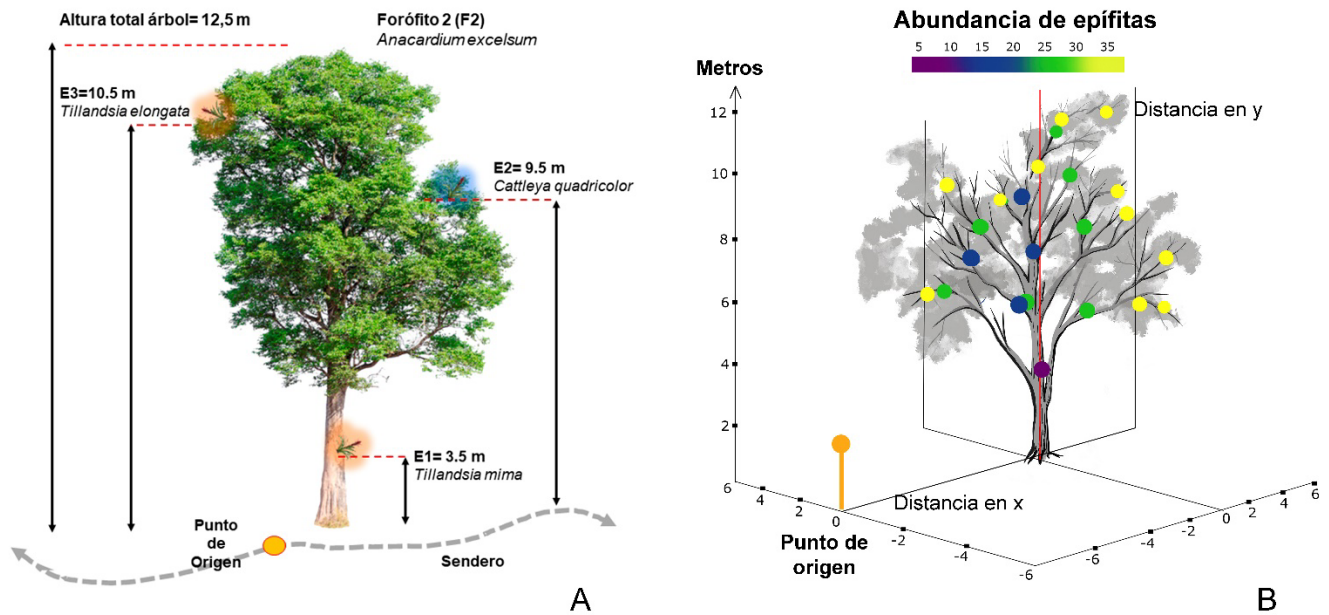 Altura total árbol= 12,5 m
Forófito 2 (F2)
Anacardium excelsum
E3=10.5 m
Tillandsia elongata
E2= 9.5 m
Cattleya quadricolor
E1= 3.5 m
Tillandsia mima
Punto
de
Origen
Sendero
A
Abundancia de epífitas
5 10 15 20 25 30 35
Metros
12
10
8
6
4
2
Distancia en y
6 4 2 0 -2 -4 -6
-6 -4 -2 0 2 4 6
Distancia en x
Punto de
origen
B